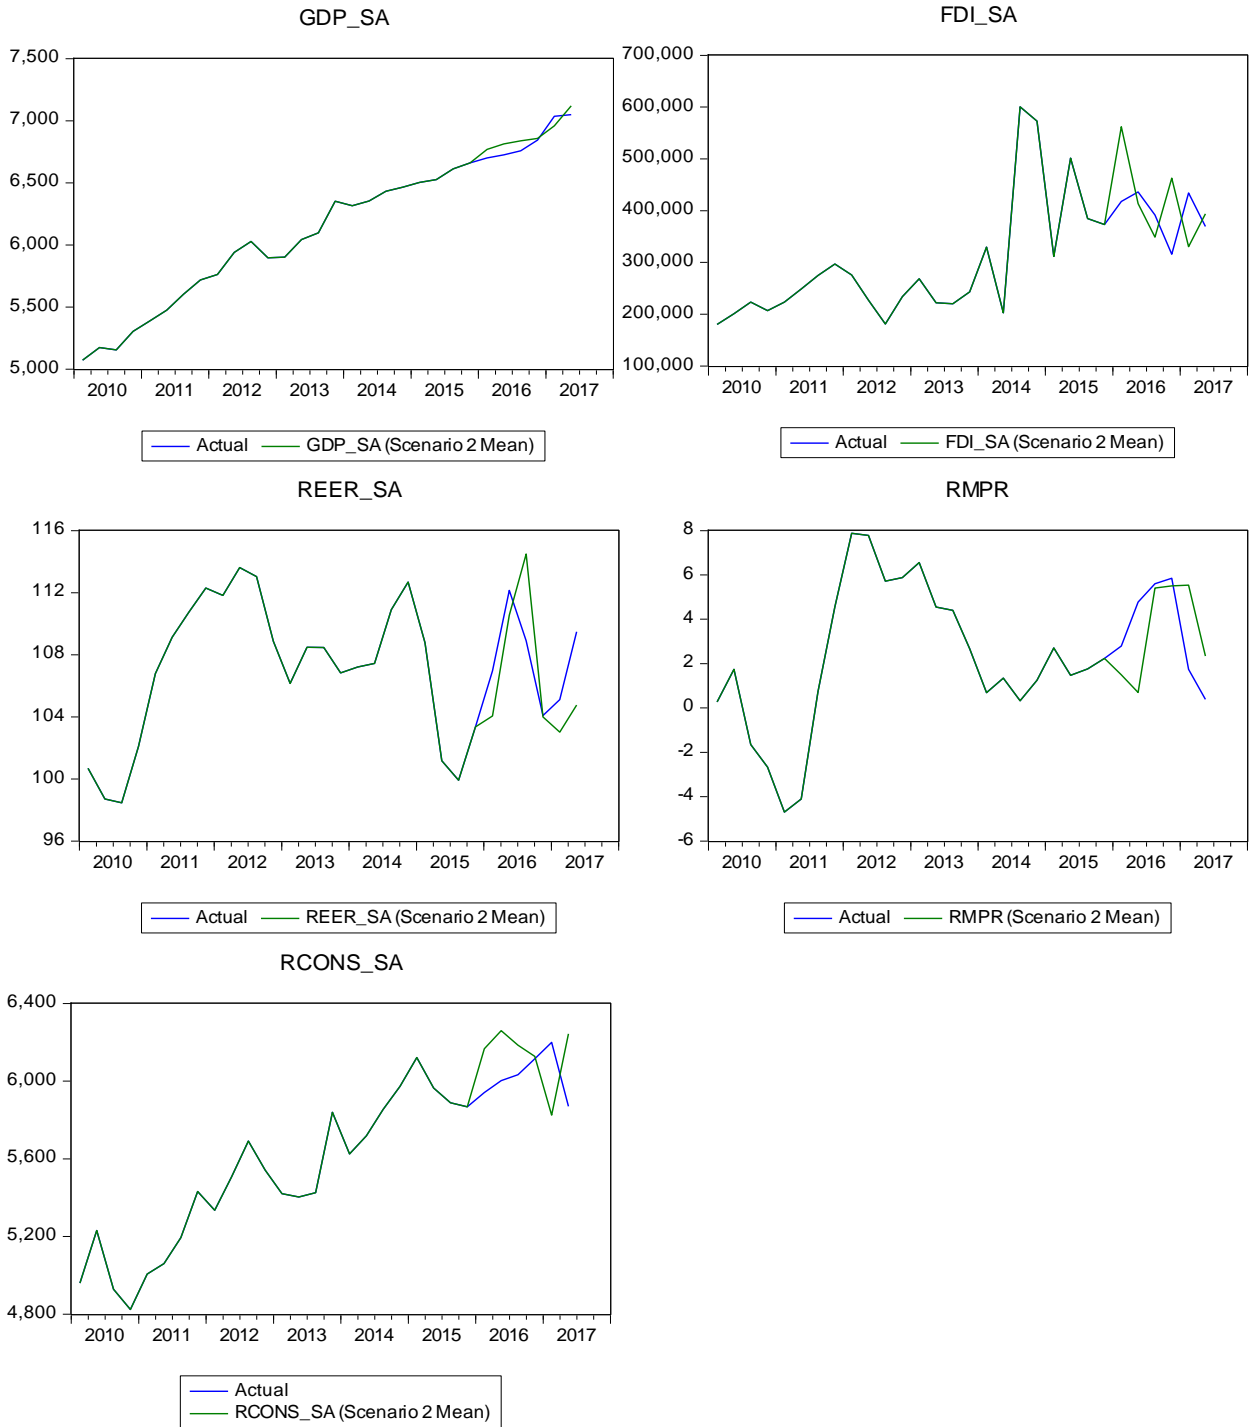 GDP_SA
7,500
7,000
6,500
6,000
5,500
5,000
2010 2011 2012 2013 2014 2015 2016 2017
Actual GDP_SA (Scenario 2 Mean)
FDI_SA
700,000
600,000
500,000
400,000
300,000
200,000
100,000
2010 2011 2012 2013 2014 2015 2016 2017
Actual FDI_SA (Scenario 2 Mean)
REER_SA
116
112
108
104
100
96
2010 2011 2012 2013 2014 2015 2016 2017
Actual REER_SA (Scenario 2 Mean)
RMPR
8
6
4
2
0
-2
-4
-6
2010 2011 2012 2013 2014 2015 2016 2017
Actual RMPR (Scenario 2 Mean)
RCONS_SA
6,400
6,000
5,600
5,200
4,800
2010 2011 2012 2013 2014 2015 2016 2017
Actual
RCONS_SA (Scenario 2 Mean)